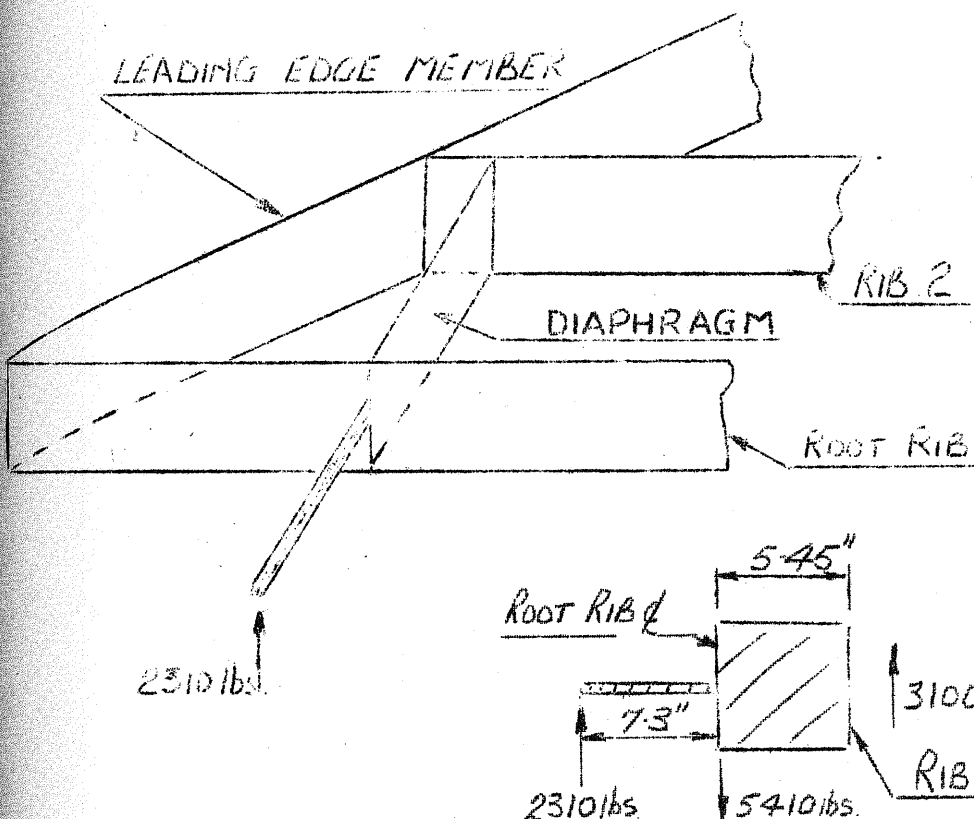 LEADING EDGE MEMBER
RIB 2
DIAPHRAGM
ROOT RIB
2310 lbs.
5·45"
ROOT RIB ℄
7·3"
3100
RIB
2310 lbs.
5410 lbs.